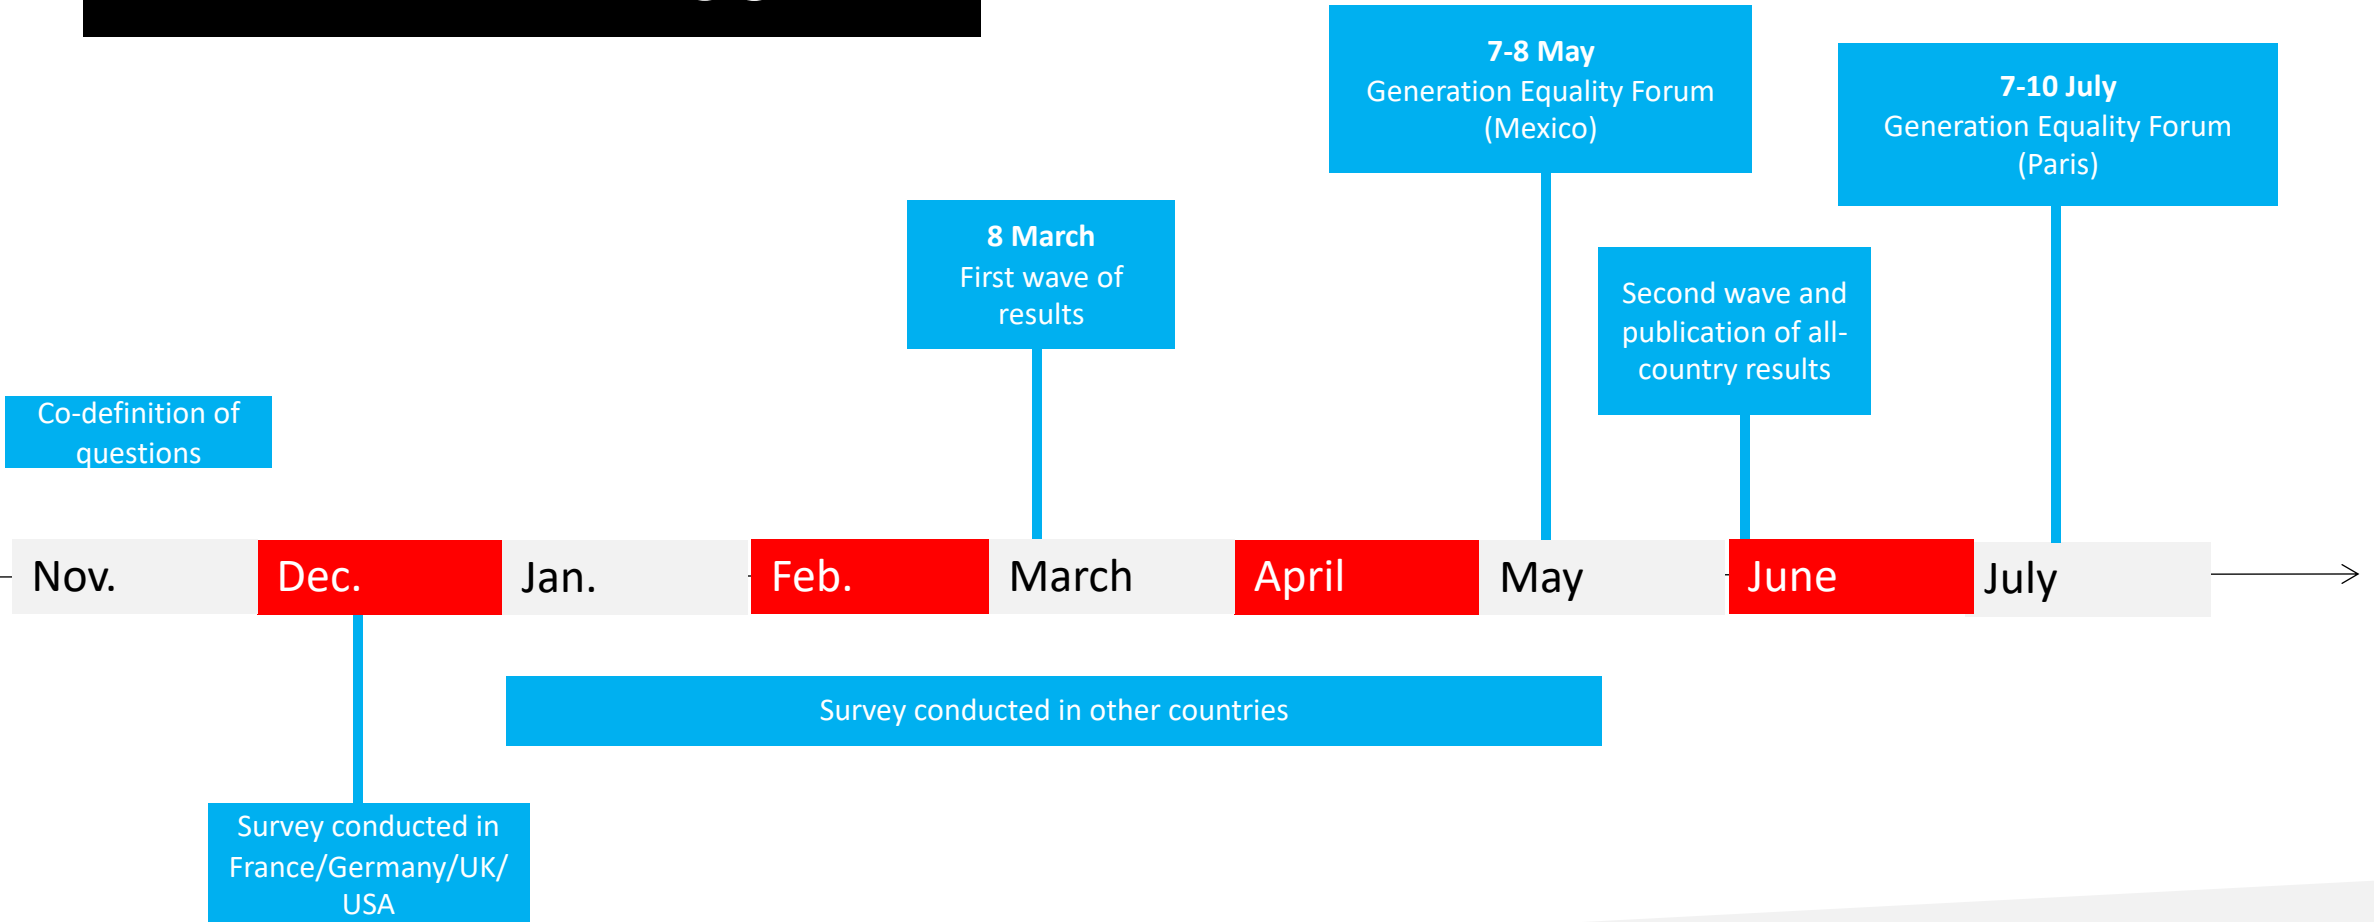 7-8 May
Generation Equality Forum
(Mexico)
7-10 July
Generation Equality Forum
(Paris)
8 March
First wave of
results
Second wave and
publication of all-
country results
Co-definition of
questions
Nov.
Dec.
Jan.
Feb.
March
April
May
June
July
Survey conducted in other countries
Survey conducted in
France/Germany/UK/
USA